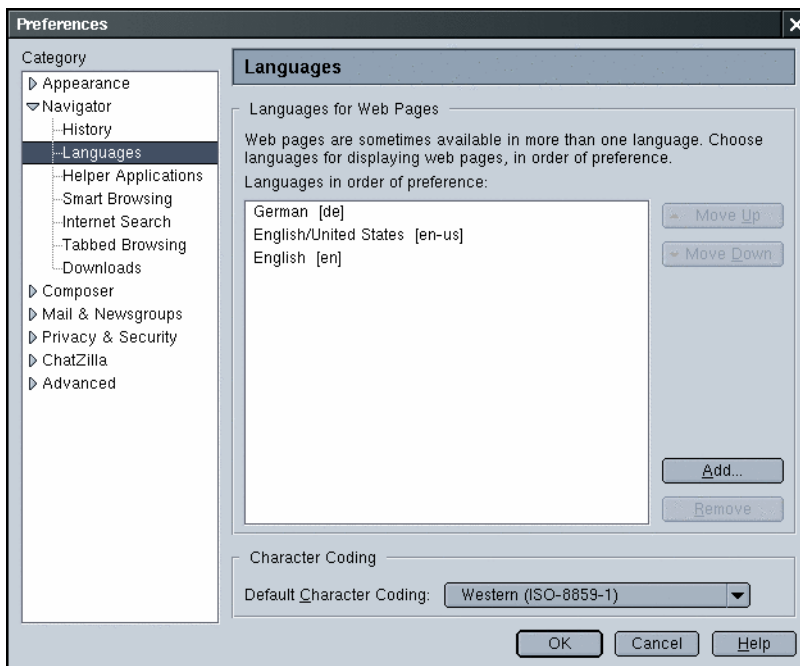 Preferences
Category
Appearance
Navigator
History
Languages
Helper Applications
Smart Browsing
Internet Search
Tabbed Browsing
Downloads
Composer
Mail & Newsgroups
Privacy & Security
ChatZilla
Advanced
Languages
Languages for Web Pages
Web pages are sometimes available in more than one language. Choose
languages for displaying web pages, in order of preference.
Languages in order of preference:
German [de]
English/United States [en-us]
English [en]
Move Up
Move Down
Add...
Remove
Character Coding
Default Character Coding: Western (ISO-8859-1)
OK Cancel Help